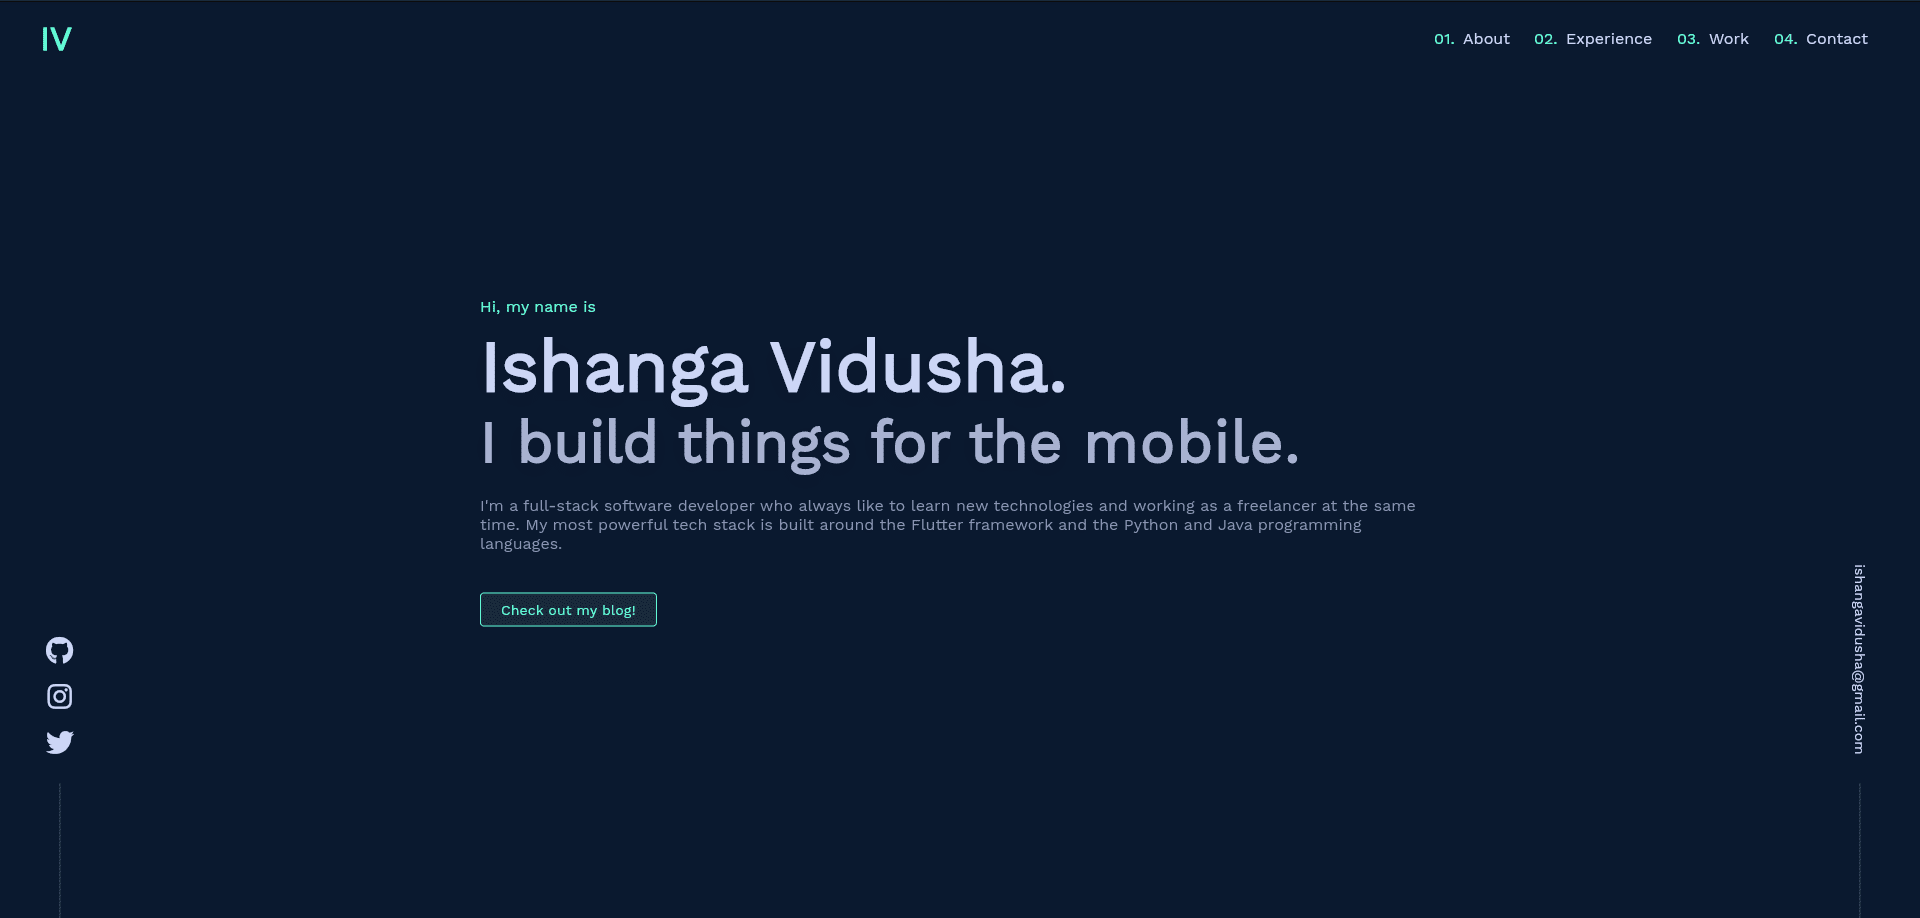 IV
01. About 02. Experience 03. Work 04. Contact
Hi, my name is
Ishanga Vidusha.
I build things for the mobile.
I'm a full-stack software developer who always like to learn new technologies and working as a freelancer at the same
time. My most powerful tech stack is built around the Flutter framework and the Python and Java programming
languages.
Check out my blog!
ishangavidusha@gmail.com